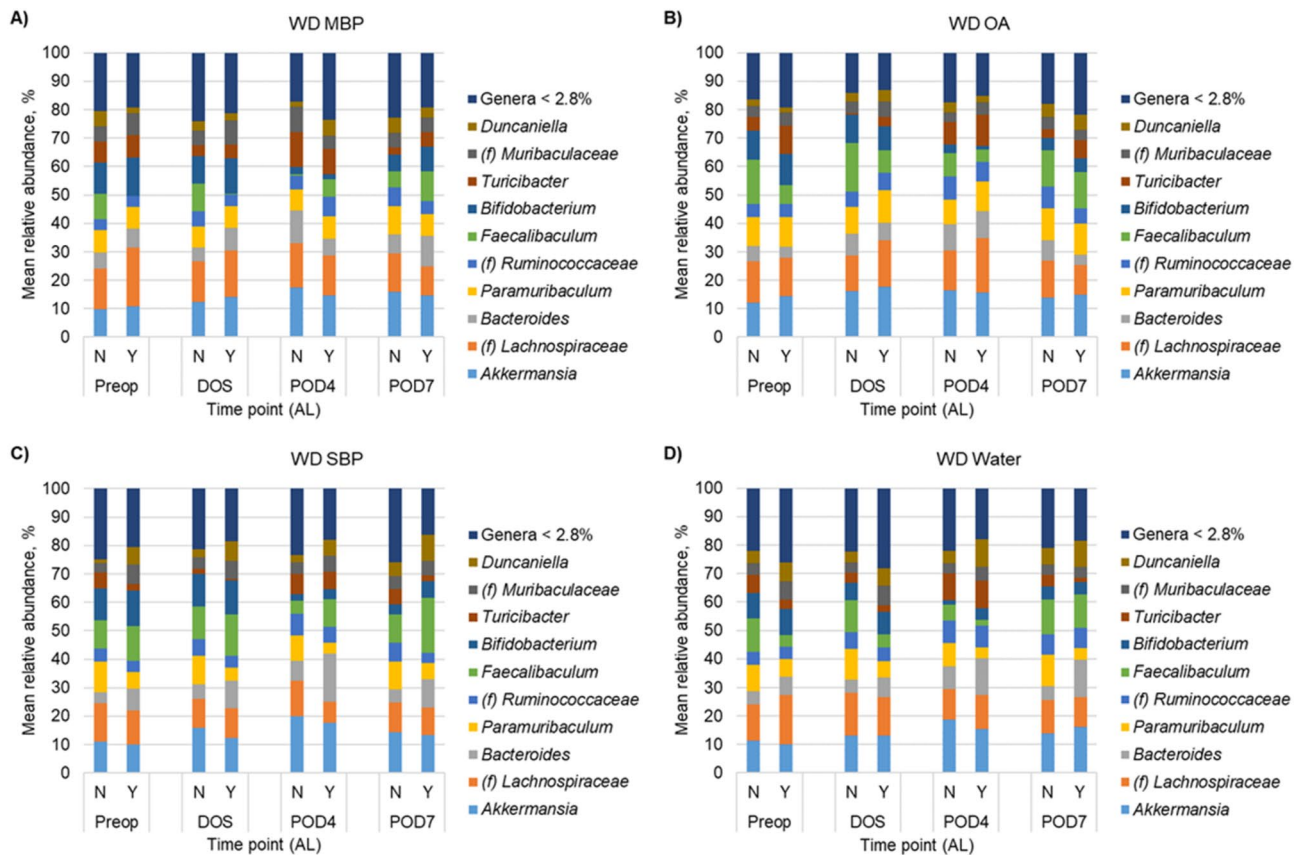 A)
WD MBP
Mean relative abundance, %
100
90
80
70
60
50
40
30
20
10
0
N Y N Y N Y N Y
Preop DOS POD4 POD7
Time point (AL)
Genera < 2.8%
Duncaniella
(f) Muribaculaceae
Turicibacter
Bifidobacterium
Faecalibaculum
(f) Ruminococcaceae
Paramuribaculum
Bacteroides
(f) Lachnospiraceae
Akkermansia
B)
WD OA
Mean relative abundance, %
100
90
80
70
60
50
40
30
20
10
0
N Y N Y N Y N Y
Preop DOS POD4 POD7
Time point (AL)
Genera < 2.8%
Duncaniella
(f) Muribaculaceae
Turicibacter
Bifidobacterium
Faecalibaculum
(f) Ruminococcaceae
Paramuribaculum
Bacteroides
(f) Lachnospiraceae
Akkermansia
C)
WD SBP
Mean relative abundance, %
100
90
80
70
60
50
40
30
20
10
0
N Y N Y N Y N Y
Preop DOS POD4 POD7
Time point (AL)
Genera < 2.8%
Duncaniella
(f) Muribaculaceae
Turicibacter
Bifidobacterium
Faecalibaculum
(f) Ruminococcaceae
Paramuribaculum
Bacteroides
(f) Lachnospiraceae
Akkermansia
D)
WD Water
Mean relative abundance, %
100
90
80
70
60
50
40
30
20
10
0
N Y N Y N Y N Y
Preop DOS POD4 POD7
Time point (AL)
Genera < 2.8%
Duncaniella
(f) Muribaculaceae
Turicibacter
Bifidobacterium
Faecalibaculum
(f) Ruminococcaceae
Paramuribaculum
Bacteroides
(f) Lachnospiraceae
Akkermansia